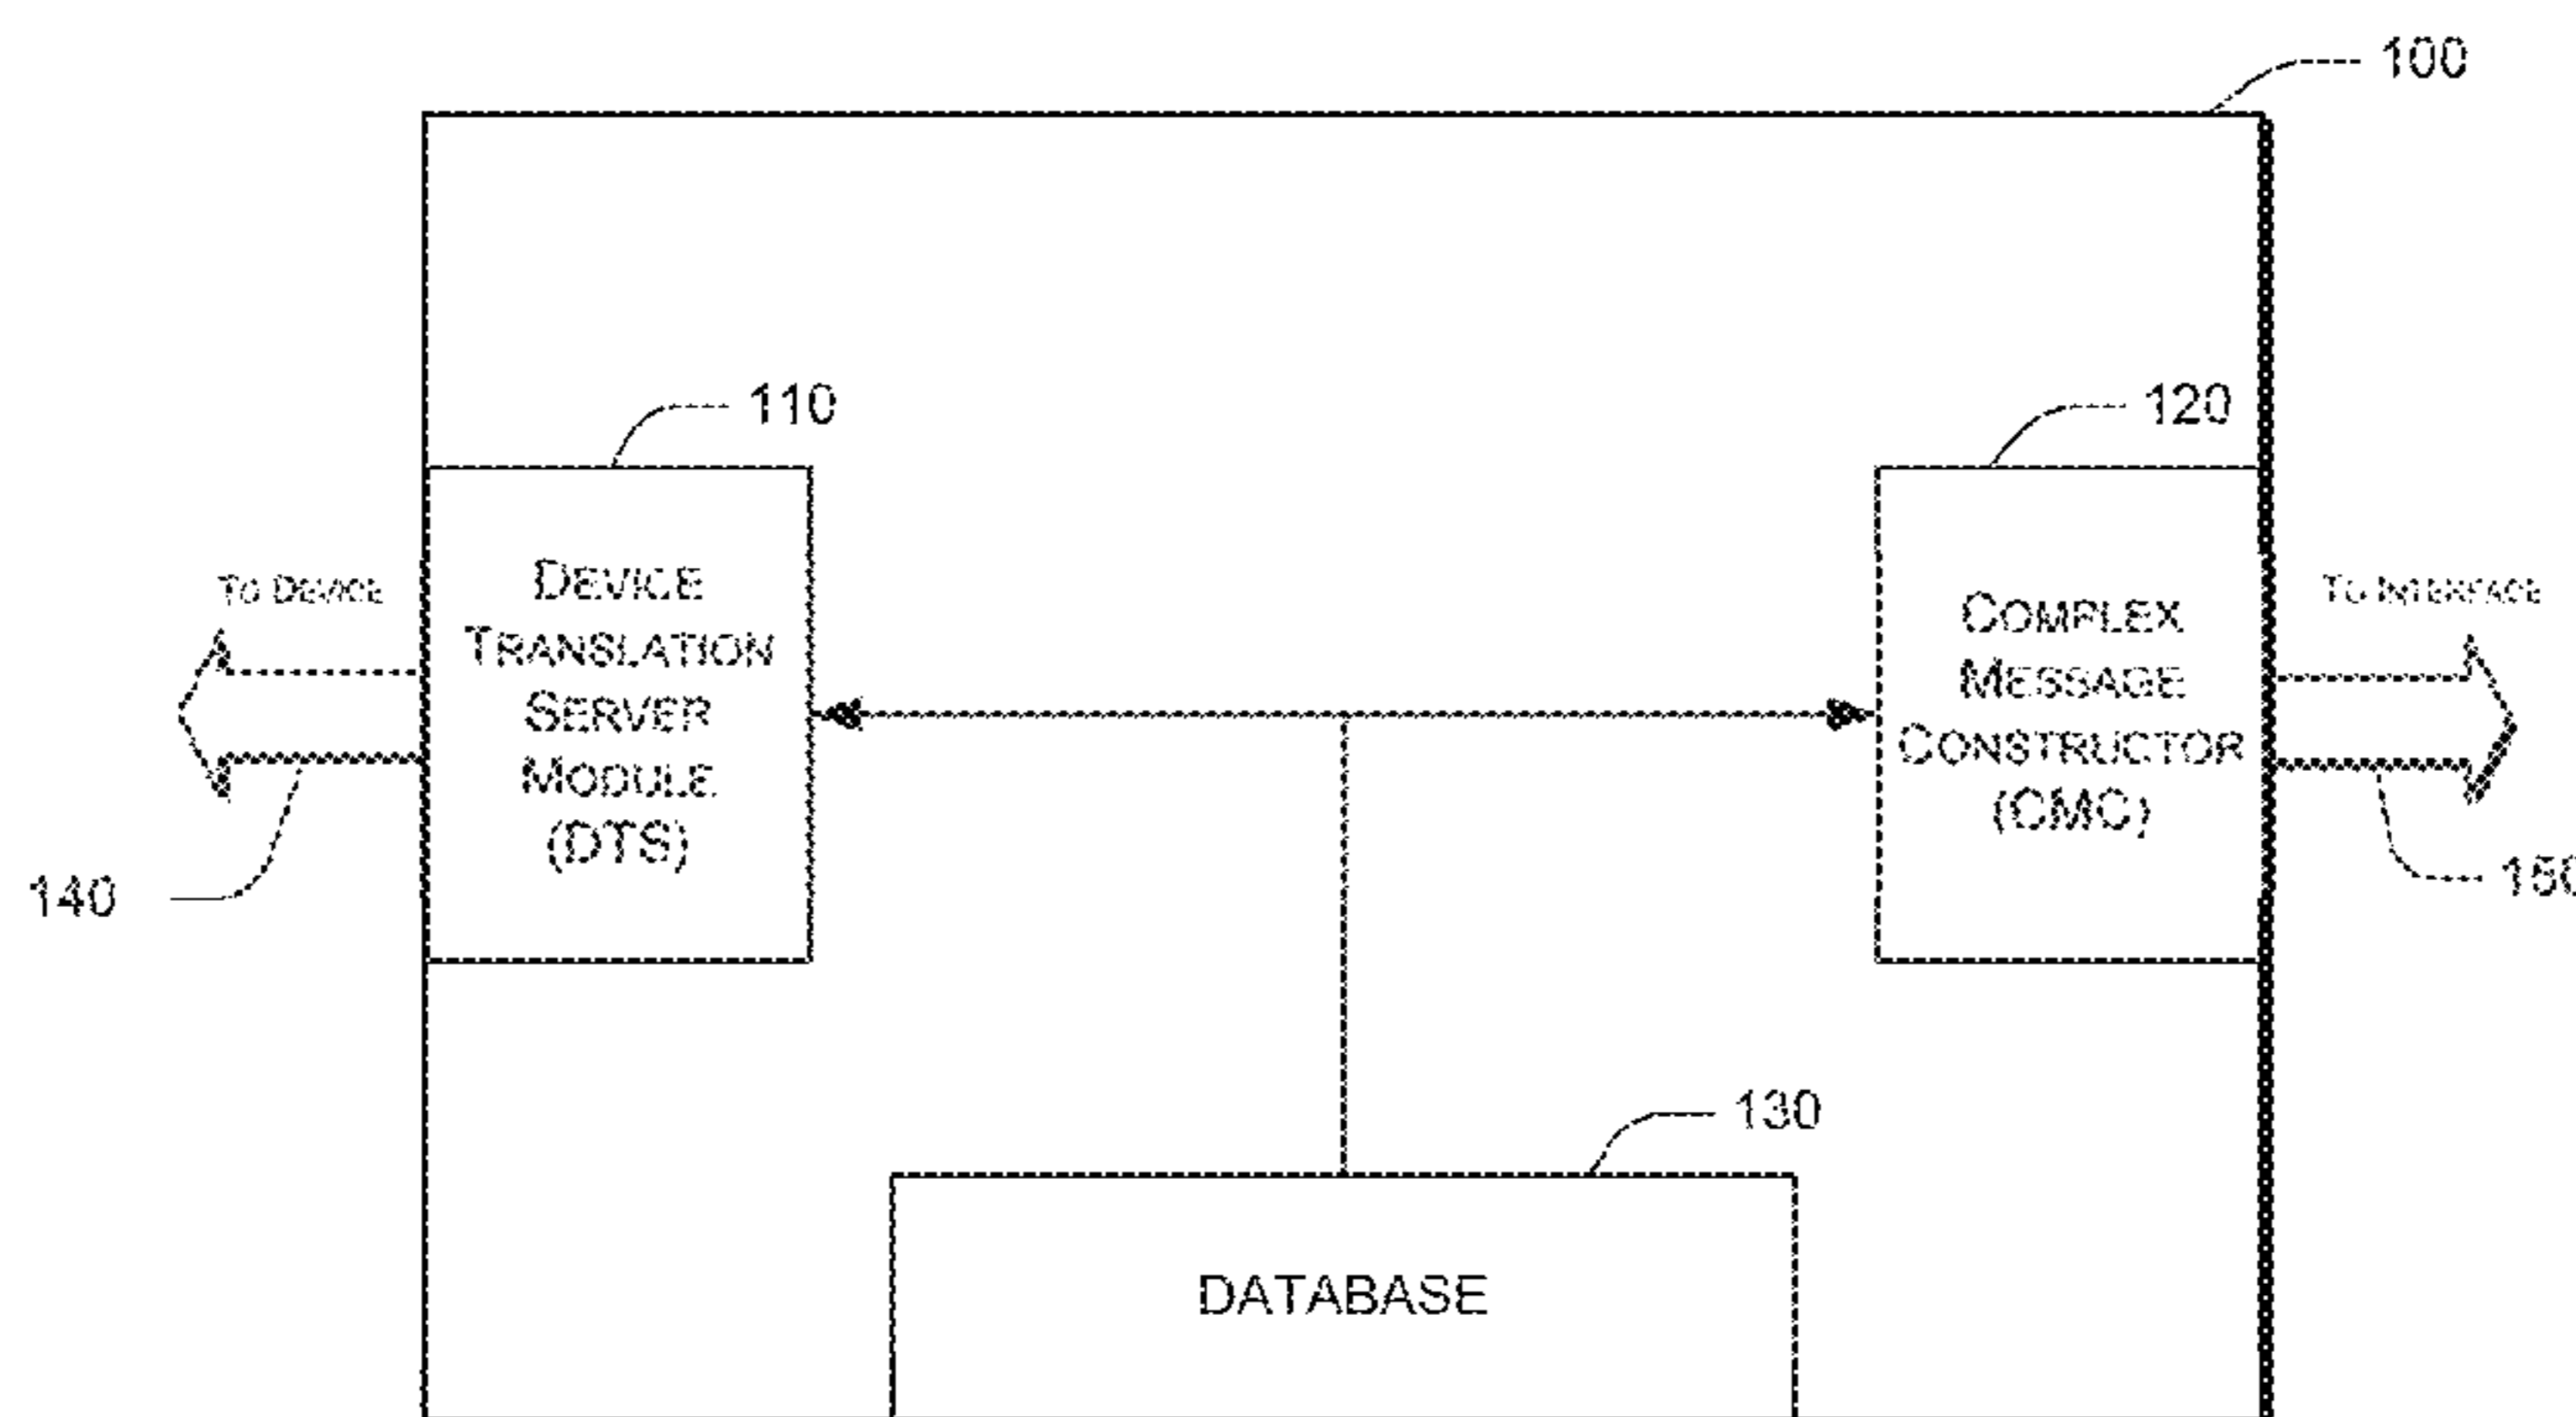 100
110
120
To Device
DEVICE
TRANSLATION
SERVER
MODULE
(DTS)
COMPLEX
MESSAGE
CONSTRUCTOR
(CMC)
To Interface
140
130
DATABASE